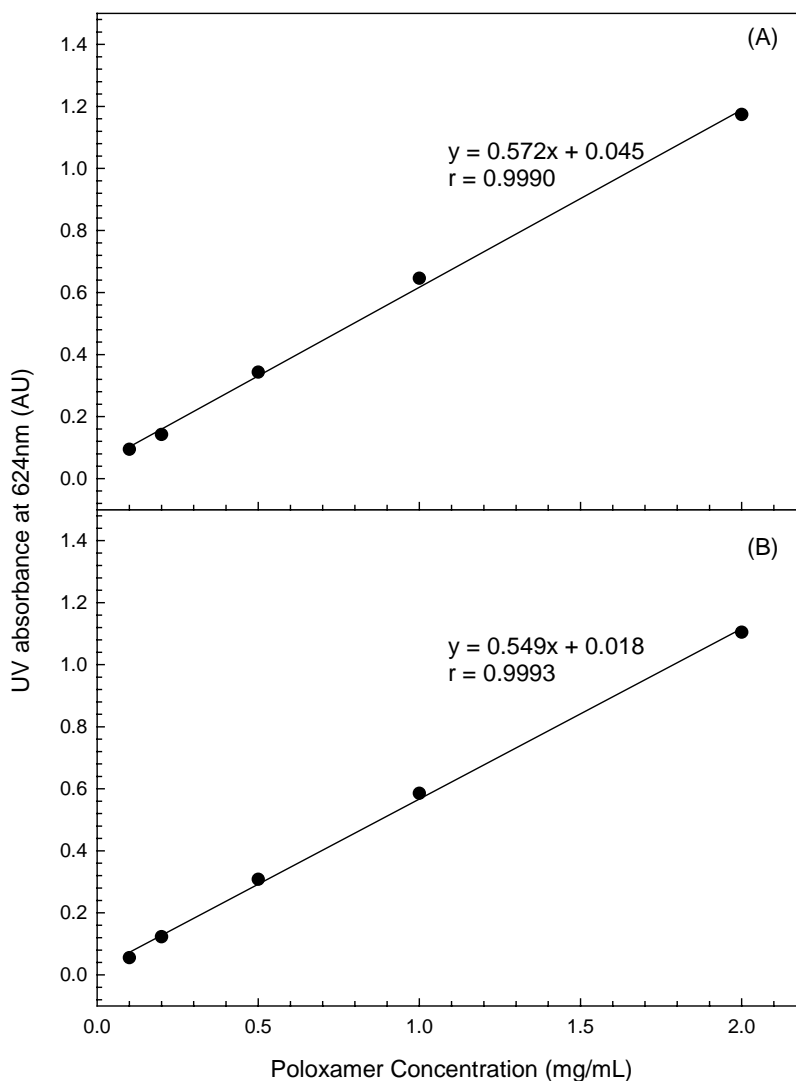 UV absorbance at 624nm (AU)
(A)
1.4
1.2
1.0
0.8
0.6
0.4
0.2
0.0
y = 0.572x + 0.045
r = 0.9990
(B)
1.4
1.2
1.0
0.8
0.6
0.4
0.2
0.0
y = 0.549x + 0.018
r = 0.9993
0.0 0.5 1.0 1.5 2.0
Poloxamer Concentration (mg/mL)